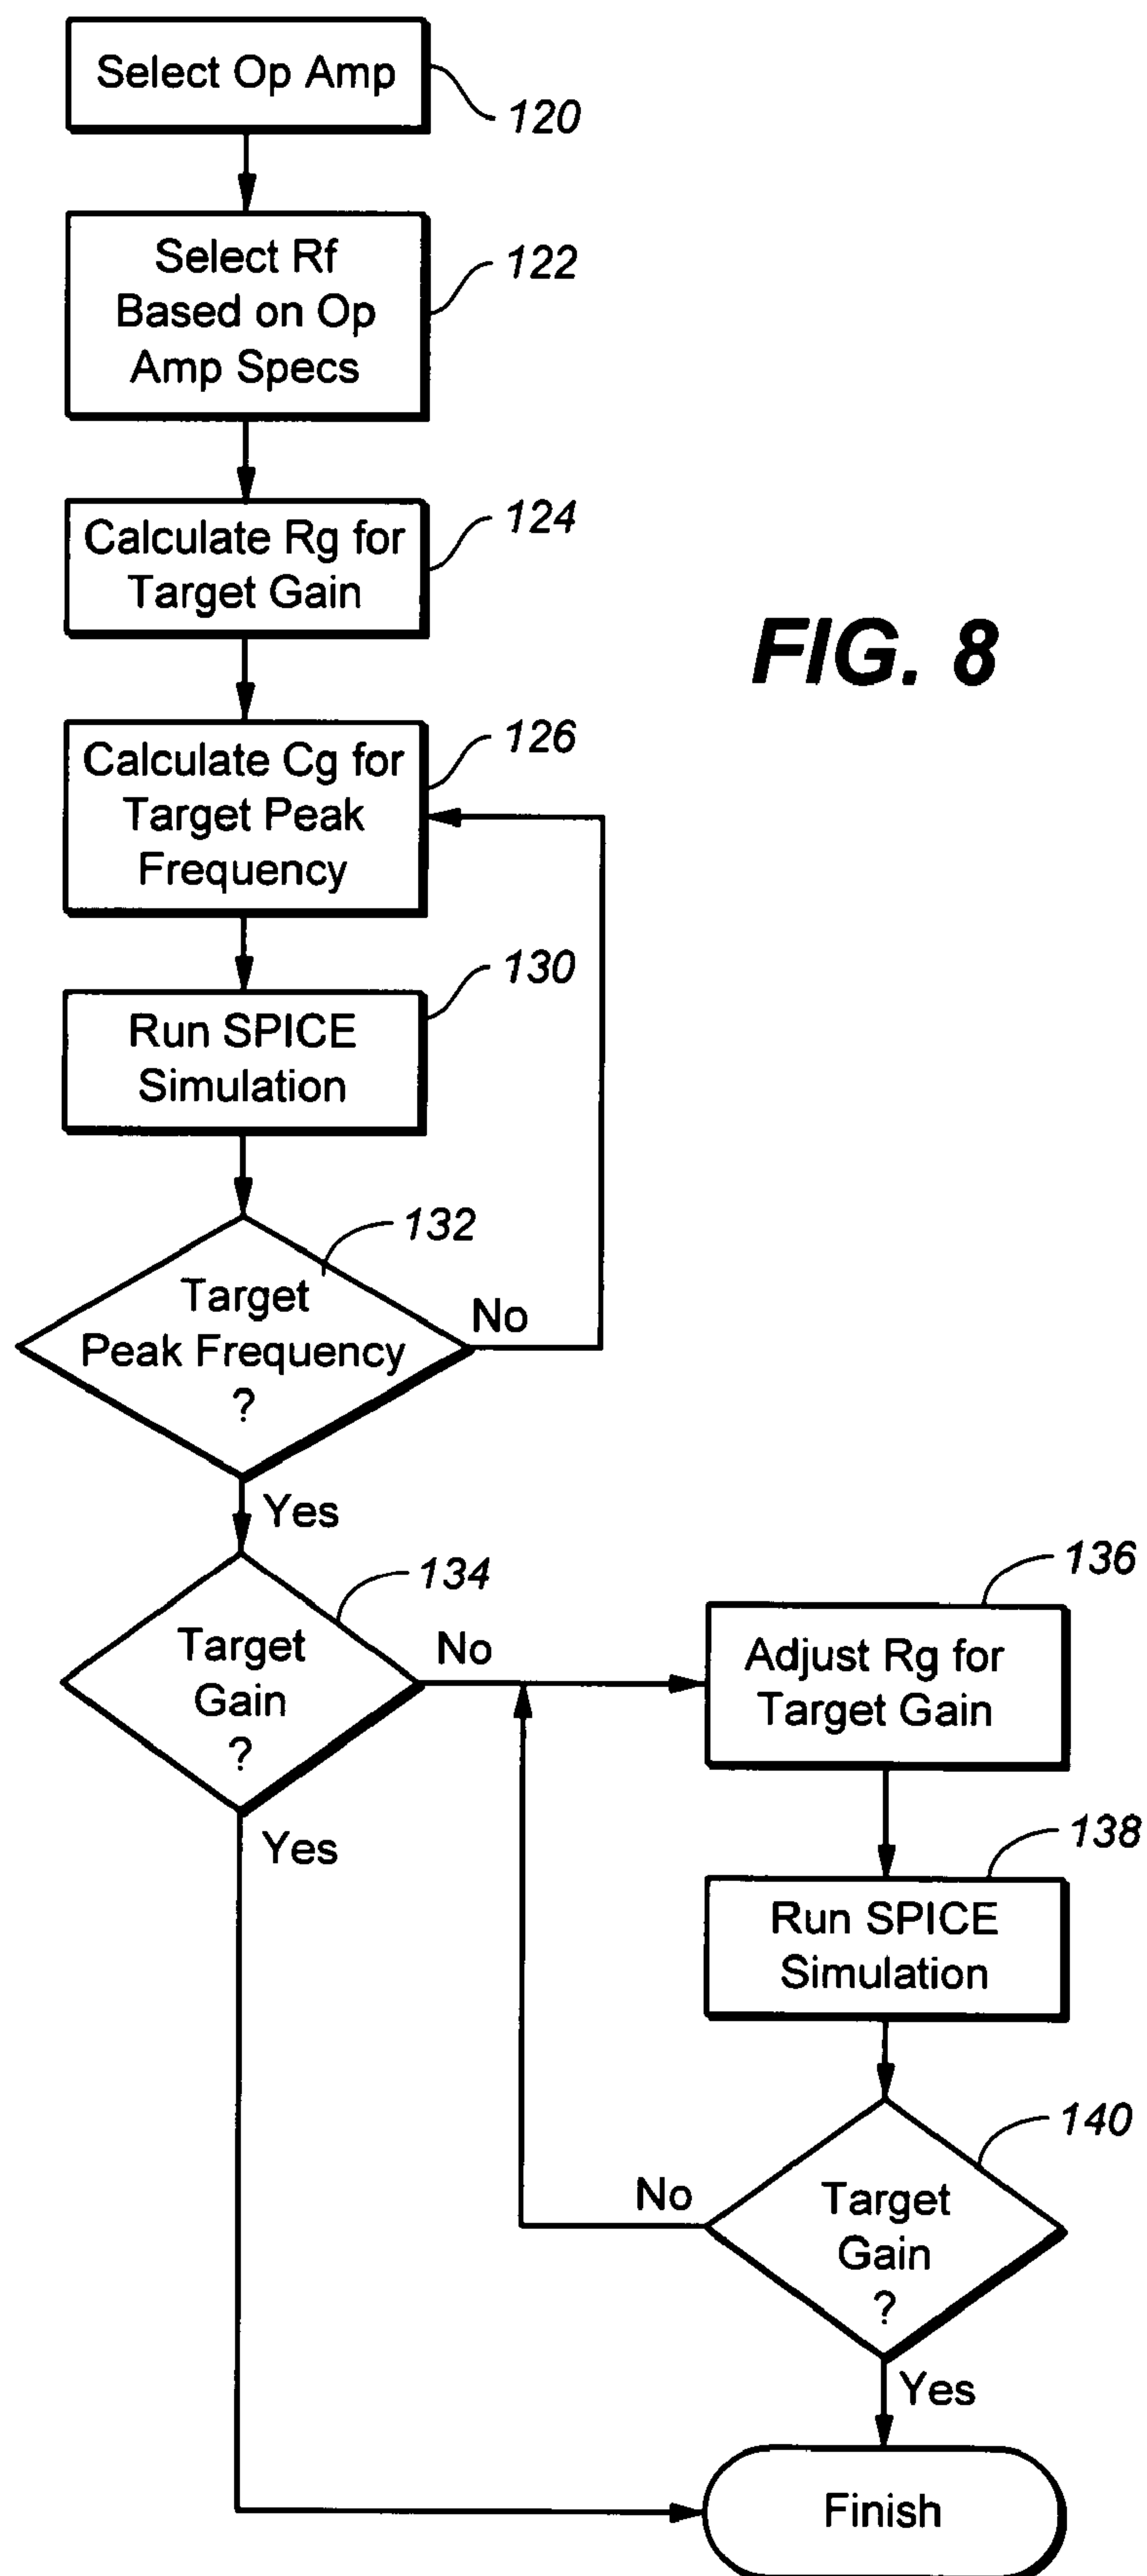 Select Op Amp
120
Select Rf
Based on Op
Amp Specs
122
Calculate Rg for
Target Gain
124
FIG. 8
Calculate Cg for
Target Peak
Frequency
126
Run SPICE
Simulation
130
Target
Peak Frequency
?
132
No
Yes
Target
Gain
?
134
No
Yes
Adjust Rg for
Target Gain
136
Run SPICE
Simulation
138
Target
Gain
?
140
No
Yes
Finish